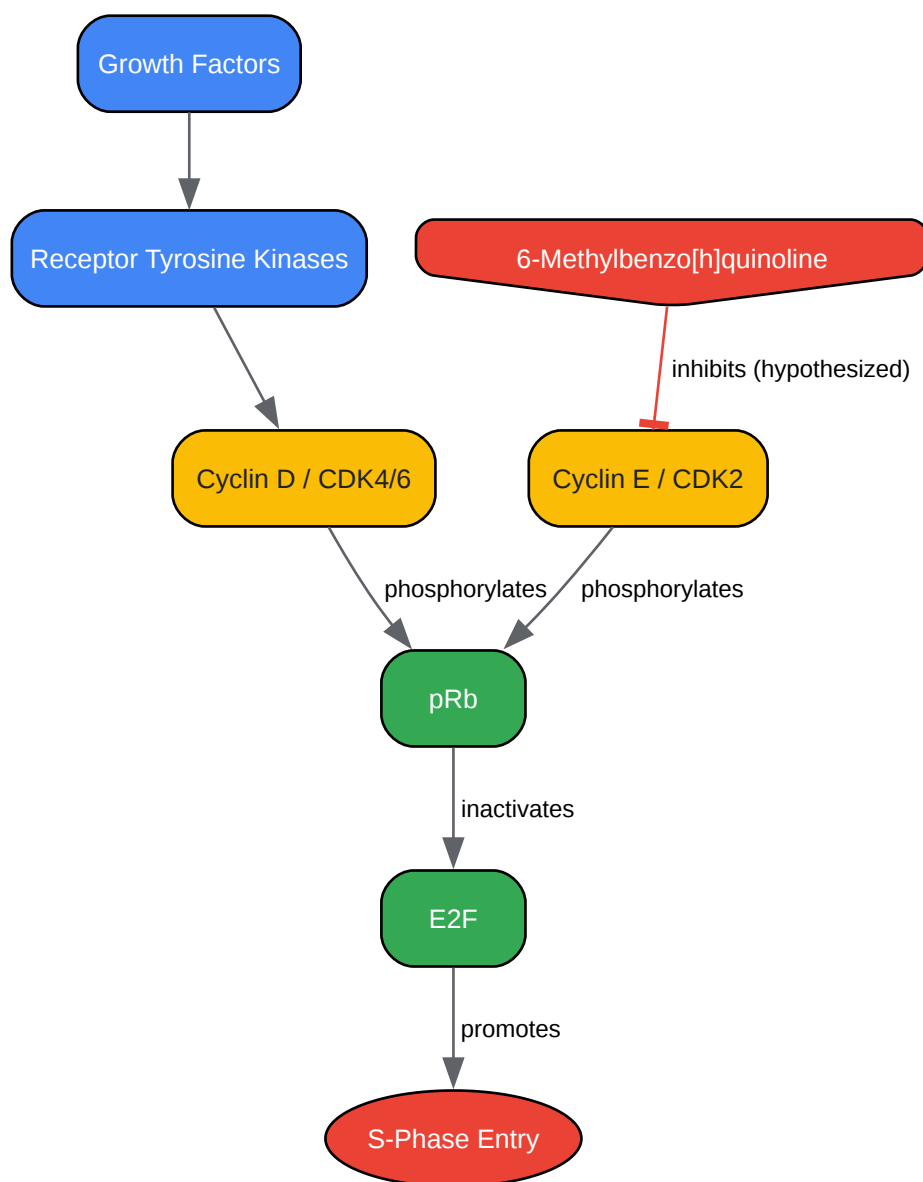 Growth Factors
Receptor Tyrosine Kinases
6-Methylbenzo[h]quinoline
inhibits (hypothesized)
Cyclin D / CDK4/6
Cyclin E / CDK2
phosphorylates
phosphorylates
pRb
inactivates
E2F
promotes
S-Phase Entry